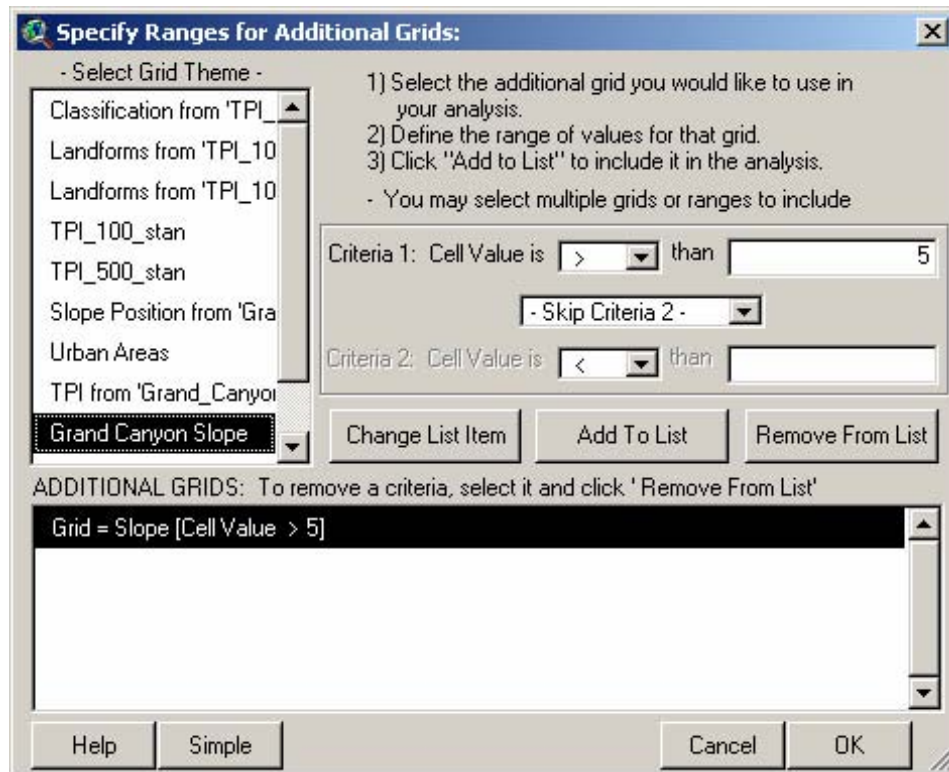 Specify Ranges for Additional Grids:
- Select Grid Theme -
Classification from 'TPI_
Landforms from 'TPI_10
Landforms from 'TPI_10
TPI_100_stan
TPI_500_stan
Slope Position from 'Gra
Urban Areas
TPI from 'Grand_Canyo
Grand Canyon Slope
1) Select the additional grid you would like to use in
your analysis.
2) Define the range of values for that grid.
3) Click "Add to List" to include it in the analysis.
- You may select multiple grids or ranges to include
Criteria 1: Cell Value is > than 5
- Skip Criteria 2 -
Criteria 2: Cell Value is < than
Change List Item Add To List Remove From List
ADDITIONAL GRIDS: To remove a criteria, select it and click ' Remove From List'
Grid = Slope [Cell Value > 5]
Help Simple Cancel OK